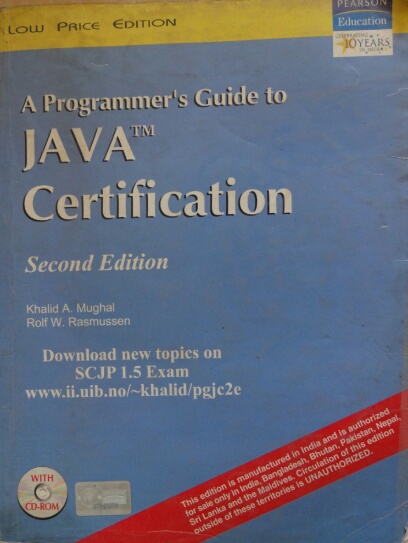 LOW PRICE EDITION
PEARSON
Education
CELEBRATING
10 YEARS
IN INDIA
A Programmer's Guide to
JAVA™
Certification
Second Edition
Khalid A. Mughal
Rolf W. Rasmussen
Download new topics on
SCJP 1.5 Exam
www.ii.uib.no/~khalid/pgjc2e
This edition is manufactured in India and is authorized
for sale only in India, Bangladesh, Bhutan, Pakistan, Nepal,
Sri Lanka and the Maldives. Circulation of this edition
outside of these territories is UNAUTHORIZED.
WITH
CD-ROM